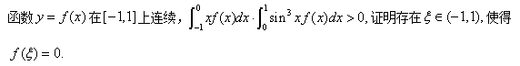 函数 y = f(x) 在 [-1,1] 上连续, ∫_{-1}^{0} xf(x)dx · ∫_{0}^{1} sin³ x f(x)dx > 0, 证明存在 ξ ∈ (-1,1), 使得
f(ξ) = 0.